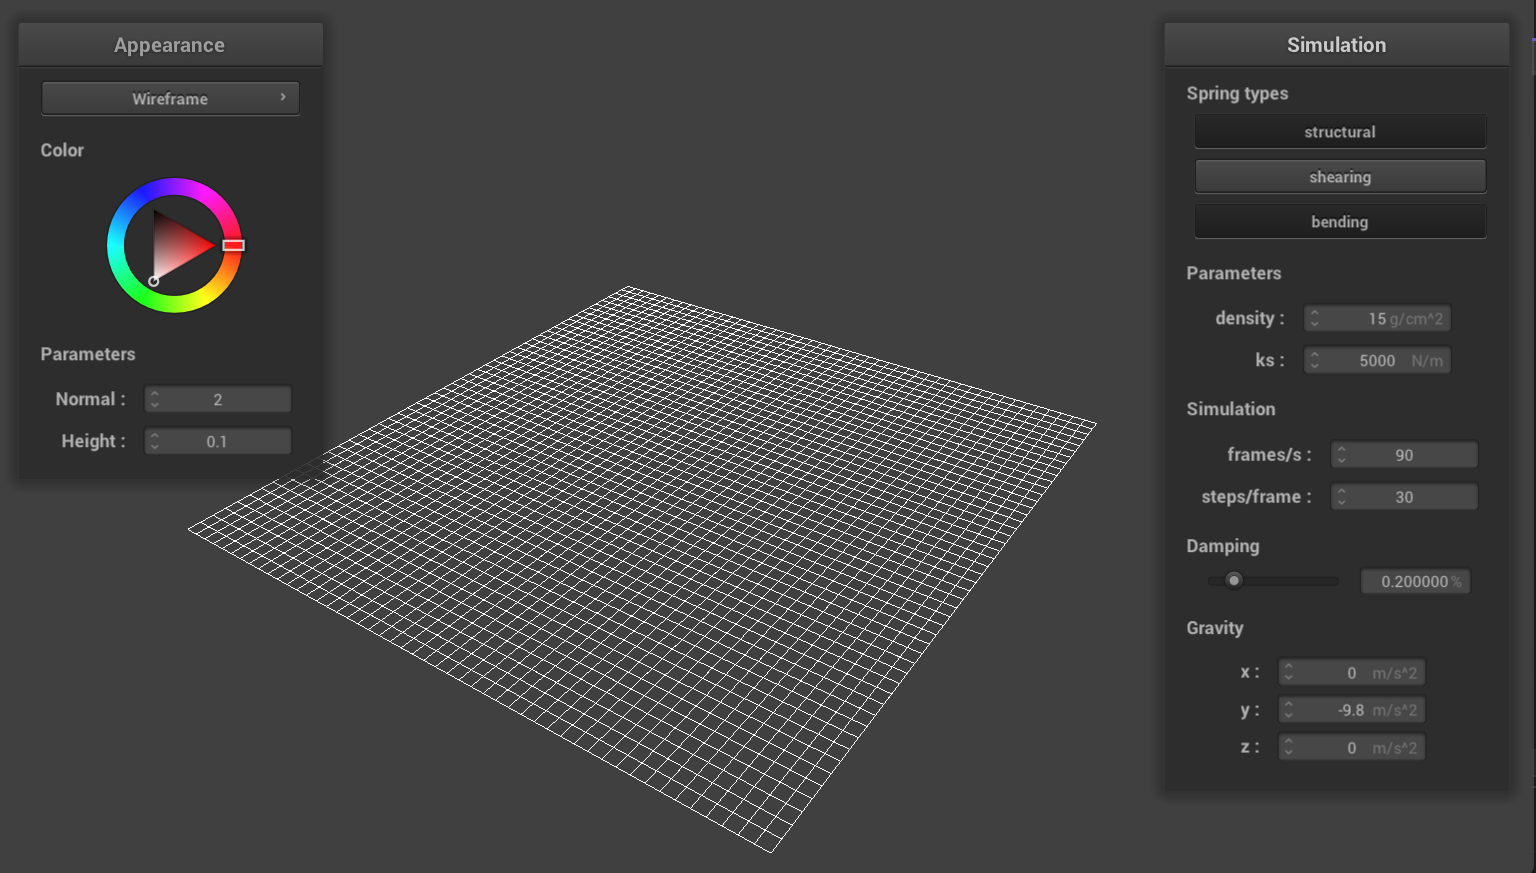 Appearance
Wireframe
Color
Parameters
Normal : 2
Height : 0.1
Simulation
Spring types
structural
shearing
bending
Parameters
density : 15 g/cm^2
ks : 5000 N/m
Simulation
frames/s : 90
steps/frame : 30
Damping
0.200000 %
Gravity
x : 0 m/s^2
y : -9.8 m/s^2
z : 0 m/s^2